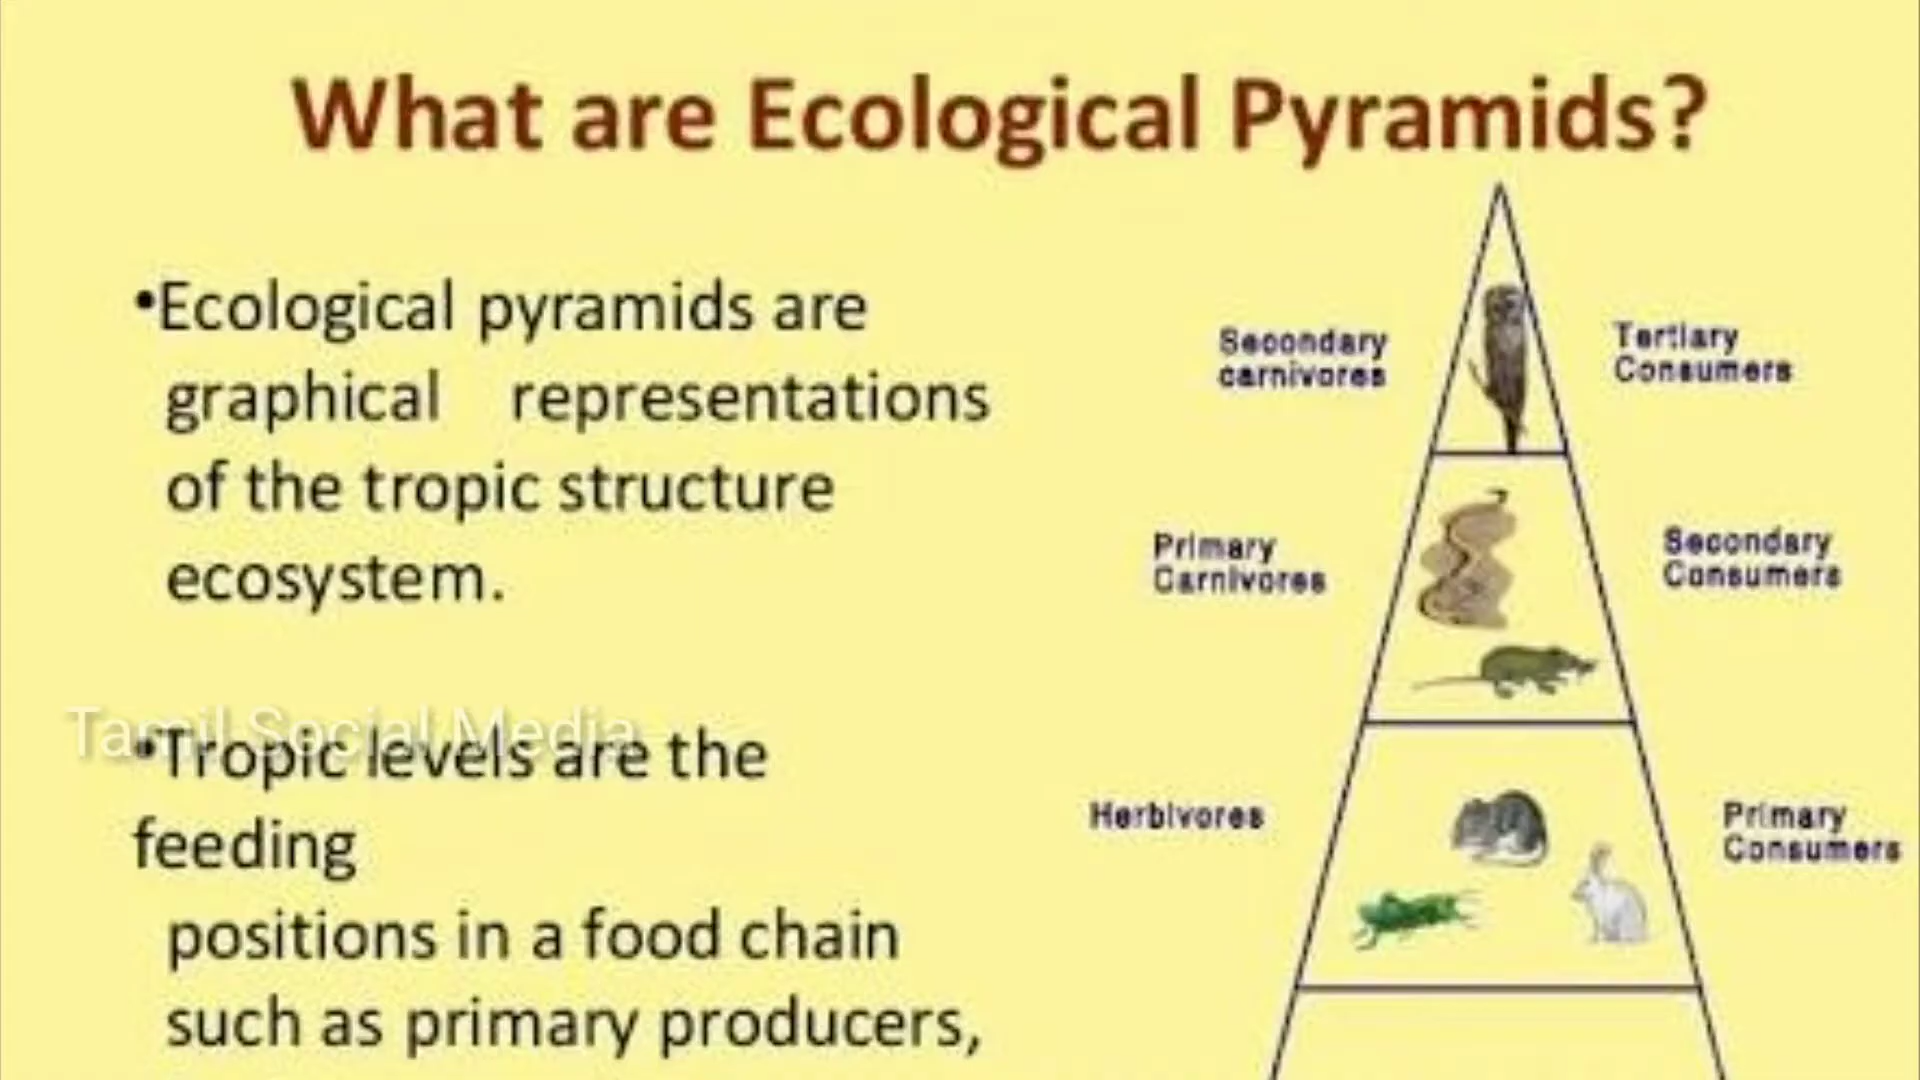 What are Ecological Pyramids?
•Ecological pyramids are
graphical representations
of the tropic structure
ecosystem.
Tamil Social Media
•Tropic levels are the
feeding
positions in a food chain
such as primary producers,
Secondary
carnivores
Tertiary
Consumers
Primary
Carnivores
Secondary
Consumers
Herbivores
Primary
Consumers